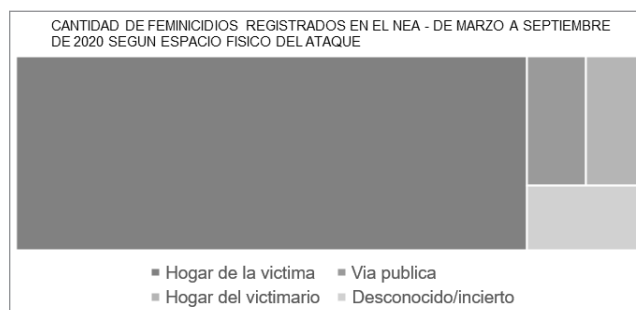 CANTIDAD DE FEMINICIDIOS REGISTRADOS EN EL NEA - DE MARZO A SEPTIEMBRE
DE 2020 SEGUN ESPACIO FISICO DEL ATAQUE
Hogar de la victima
Via publica
Hogar del victimario
Desconocido/incierto